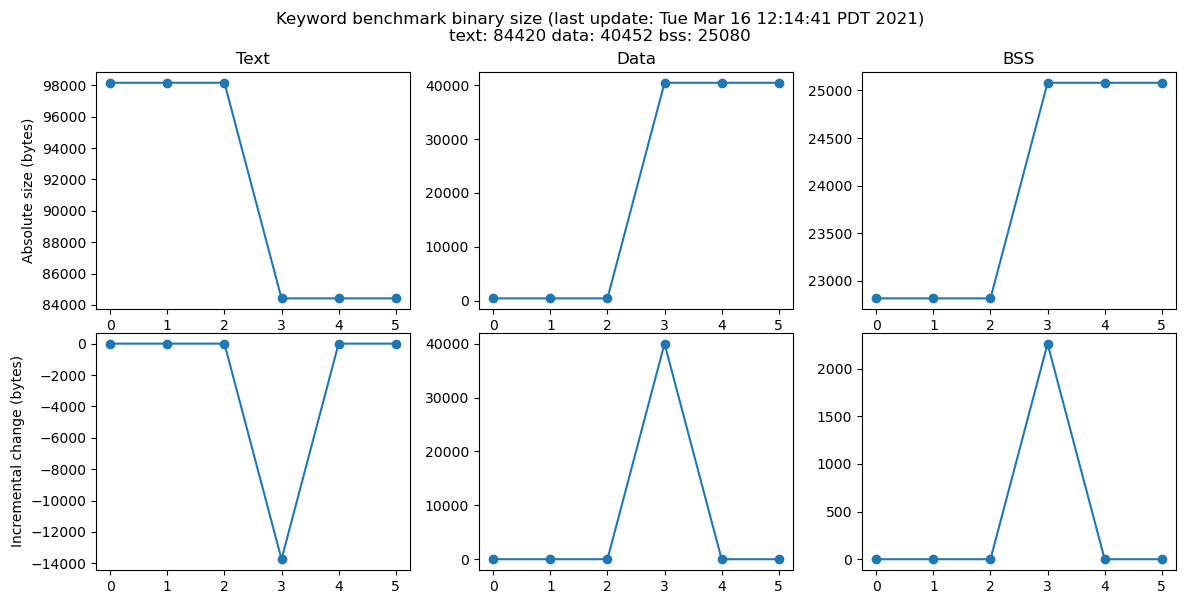 Keyword benchmark binary size (last update: Tue Mar 16 12:14:41 PDT 2021)
text: 84420 data: 40452 bss: 25080
Text
Absolute size (bytes)
98000
96000
94000
92000
90000
88000
86000
84000
0 1 2 3 4 5
Data
40000
30000
20000
10000
0
0 1 2 3 4 5
BSS
25000
24500
24000
23500
23000
0 1 2 3 4 5
Incremental change (bytes)
0
−2000
−4000
−6000
−8000
−10000
−12000
−14000
0 1 2 3 4 5
40000
30000
20000
10000
0
0 1 2 3 4 5
2000
1500
1000
500
0
0 1 2 3 4 5